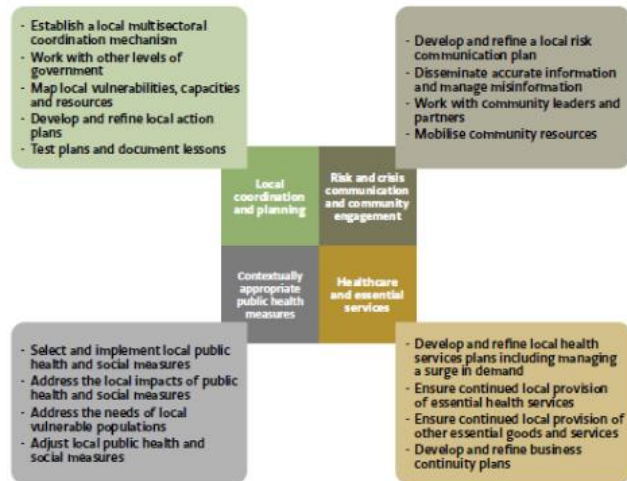 - Establish a local multisectoral
coordination mechanism
- Work with other levels of
government
- Map local vulnerabilities, capacities
and resources
- Develop and refine local action
plans
- Test plans and document lessons
- Develop and refine a local risk
communication plan
- Disseminate accurate information
and manage misinformation
- Work with community leaders and
partners
- Mobilise community resources
Local
coordination
and planning
Risk and crisis
communication
and community
engagement
Contextually
appropriate
public health
measures
Healthcare
and essential
services
- Select and implement local public
health and social measures
- Address the local impacts of public
health and social measures
- Address the needs of local
vulnerable populations
- Adjust local public health and
social measures
- Develop and refine local health
services plans including managing
a surge in demand
- Ensure continued local provision
of essential health services
- Ensure continued local provision of
other essential goods and services
- Develop and refine business
continuity plans